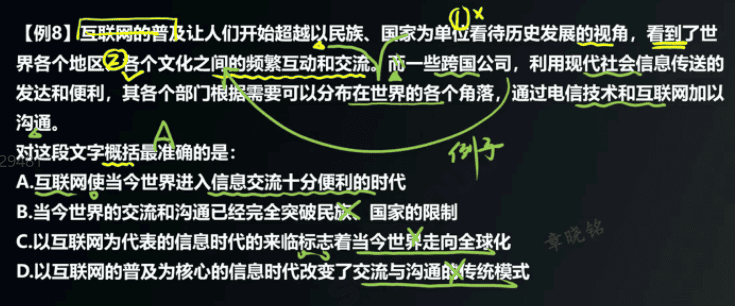 【例8】互联网的普及让人们开始超越以民族、国家为单位看待历史发展的视角，看到了世
① ×
界各个地区②各个文化之间的频繁互动和交流。而一些跨国公司，利用现代社会信息传送的
发达和便利，其各个部门根据需要可以分布在世界的各个角落，通过电信技术和互联网加以
沟通。
A
例子
对这段文字概括最准确的是：
A.互联网使当今世界进入信息交流十分便利的时代
B.当今世界的交流和沟通已经完全突破民族、国家的限制
C.以互联网为代表的信息时代的来临标志着当今世界走向全球化
章晓铭
D.以互联网的普及为核心的信息时代改变了交流与沟通的传统模式